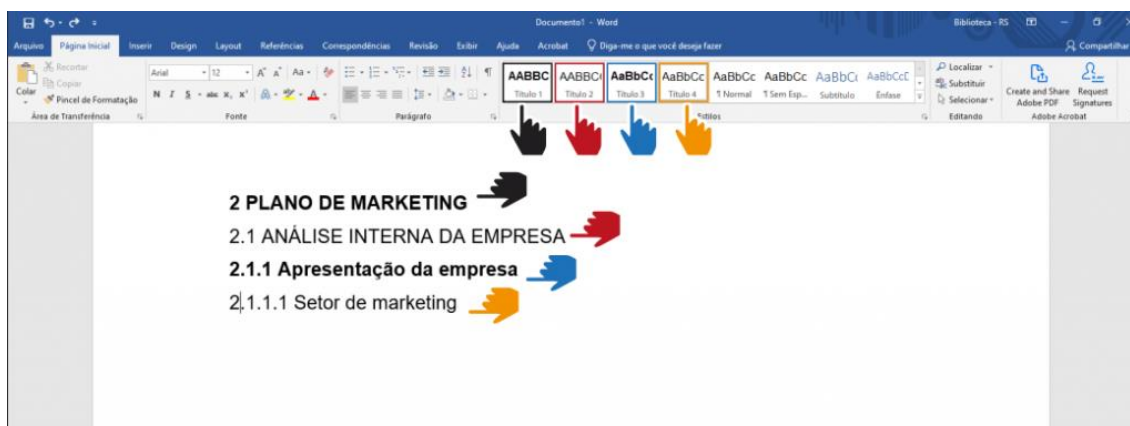 Documento1 - Word
Biblioteca - RS
Arquivo Página Inicial Inserir Design Layout Referências Correspondências Revisão Exibir Ajuda Acrobat Diga-me o que você deseja fazer Compartilhar
Colar
Recortar
Copiar
Pincel de Formatação
Área de Transferência
Arial 12
N I S abc x, x'
Fonte
Parágrafo
AABBC AABBC AaBbCc AaBbCc AaBbCc AaBbCc AaBbCc AaBbCcD
Título 1 Título 2 Título 3 Título 4 ¶ Normal ¶ Sem Esp... Subtítulo Ênfase
Estilos
Localizar
Substituir
Selecionar
Editando
Create and Share Adobe PDF
Request Signatures
Adobe Acrobat
2 PLANO DE MARKETING
2.1 ANÁLISE INTERNA DA EMPRESA
2.1.1 Apresentação da empresa
2.1.1.1 Setor de marketing